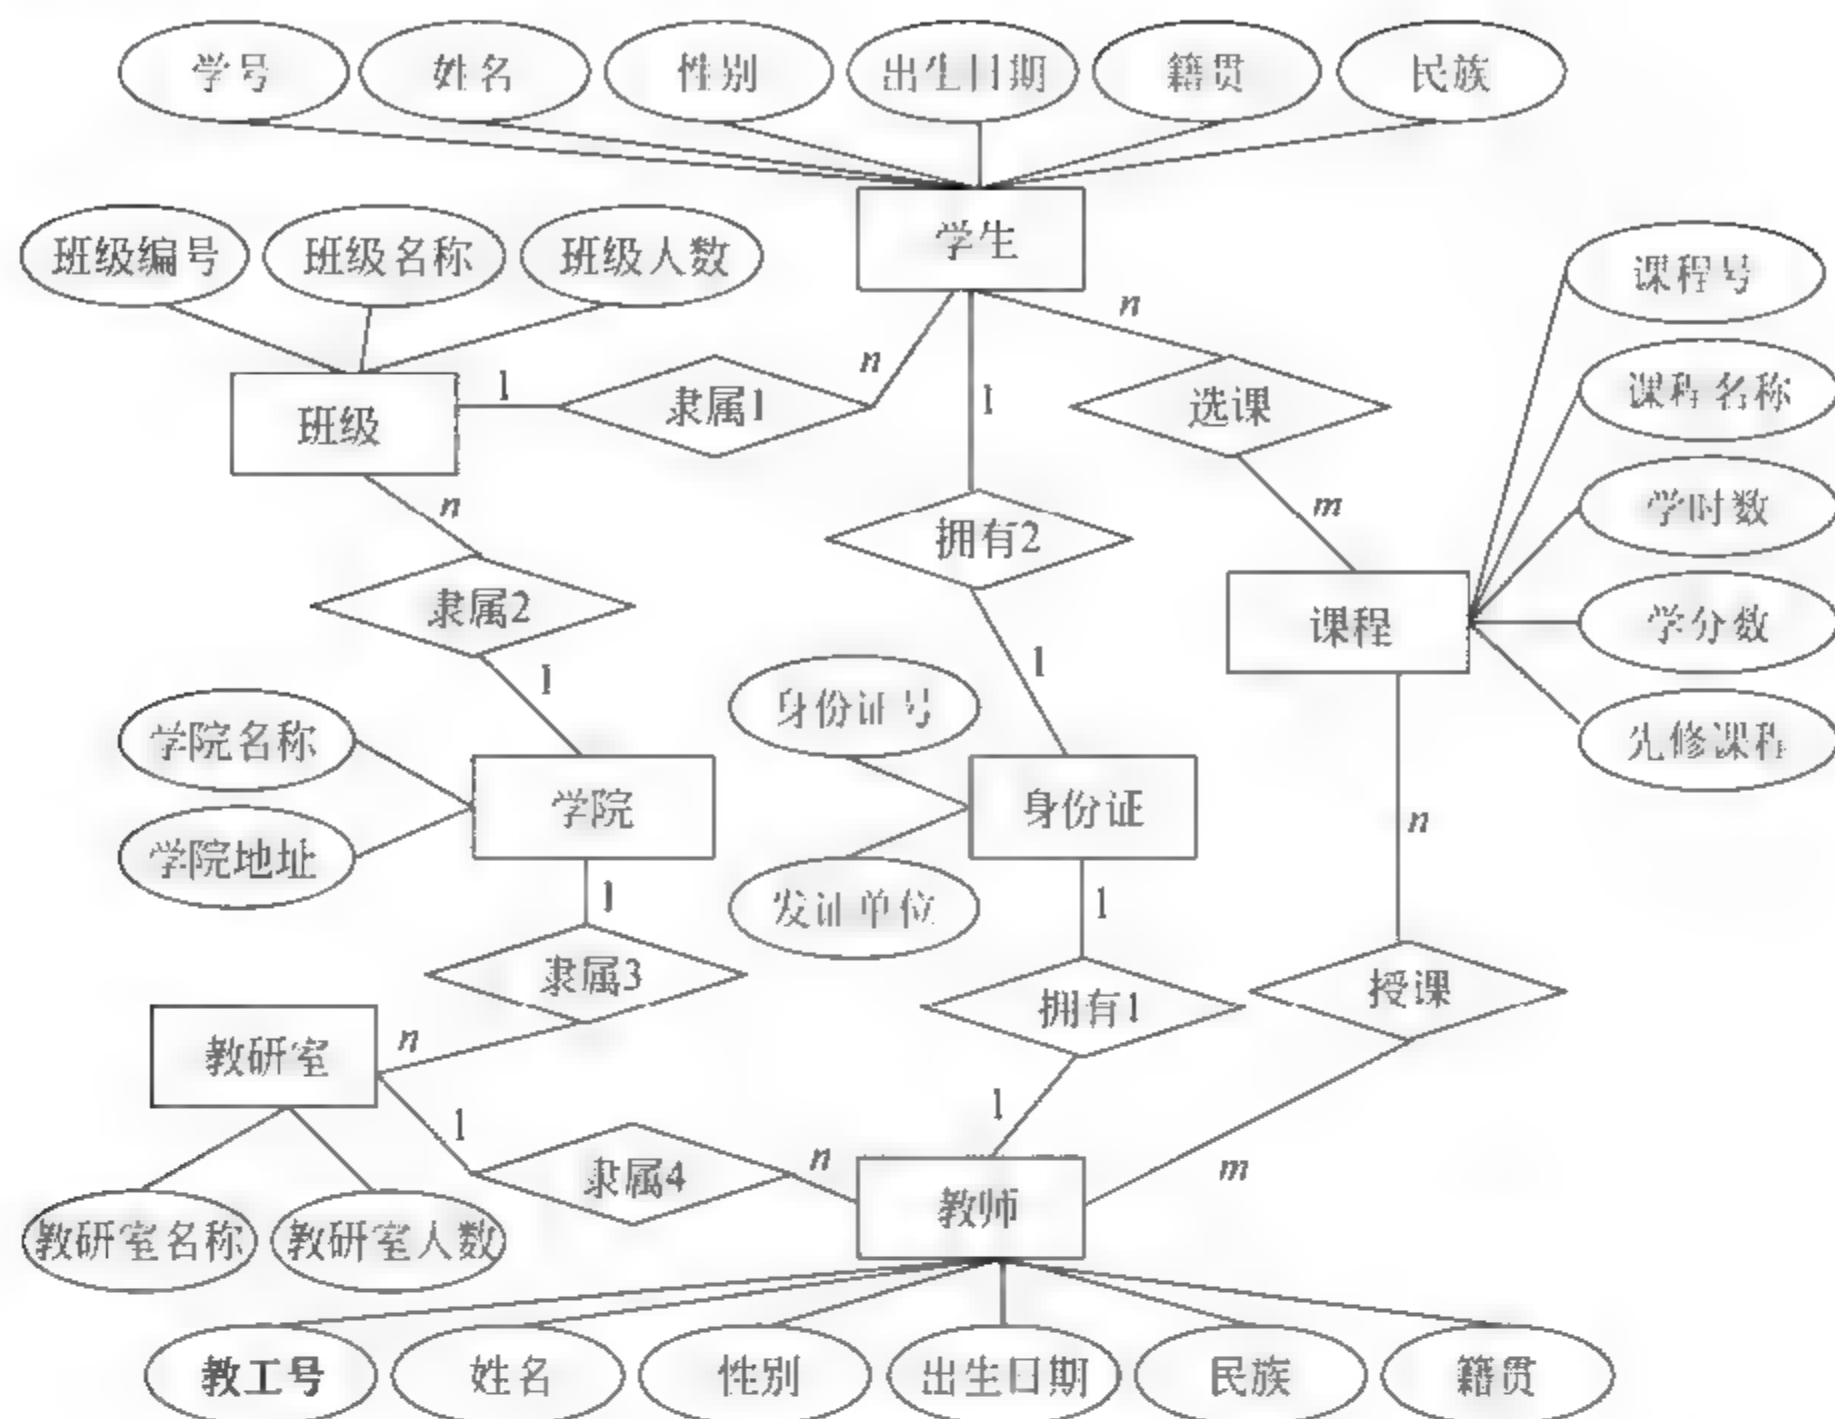 学号 姓名 性别 出生日期 籍贯 民族
学生
班级编号 班级名称 班级人数
课程号
n
课程名称
1 隶属1 n
1
选课
班级
学时数
n
m
拥有2
隶属2
课程
学分数
1
1
身份证号
学院名称
先修课程
学院
身份证
n
学院地址
1
1
发证单位
隶属3
拥有1
授课
教研室
n
1
1
隶属4
n
m
教师
教研室名称 教研室人数
教工号 姓名 性别 出生日期 民族 籍贯